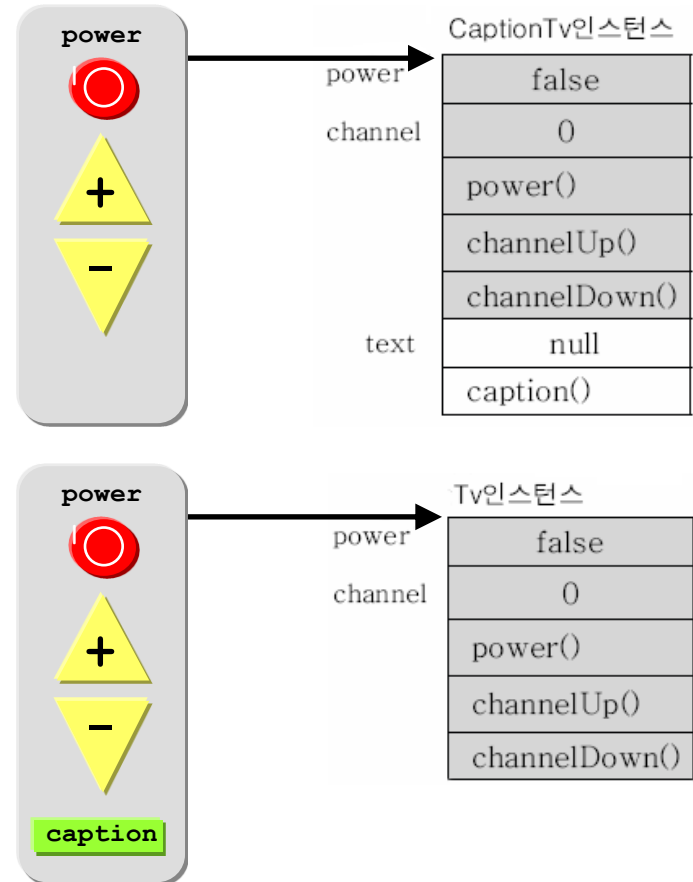 power
+
-
CaptionTv인스턴스
power
false
channel
0
power()
channelUp()
channelDown()
text
null
caption()
power
+
-
caption
Tv인스턴스
power
false
channel
0
power()
channelUp()
channelDown()